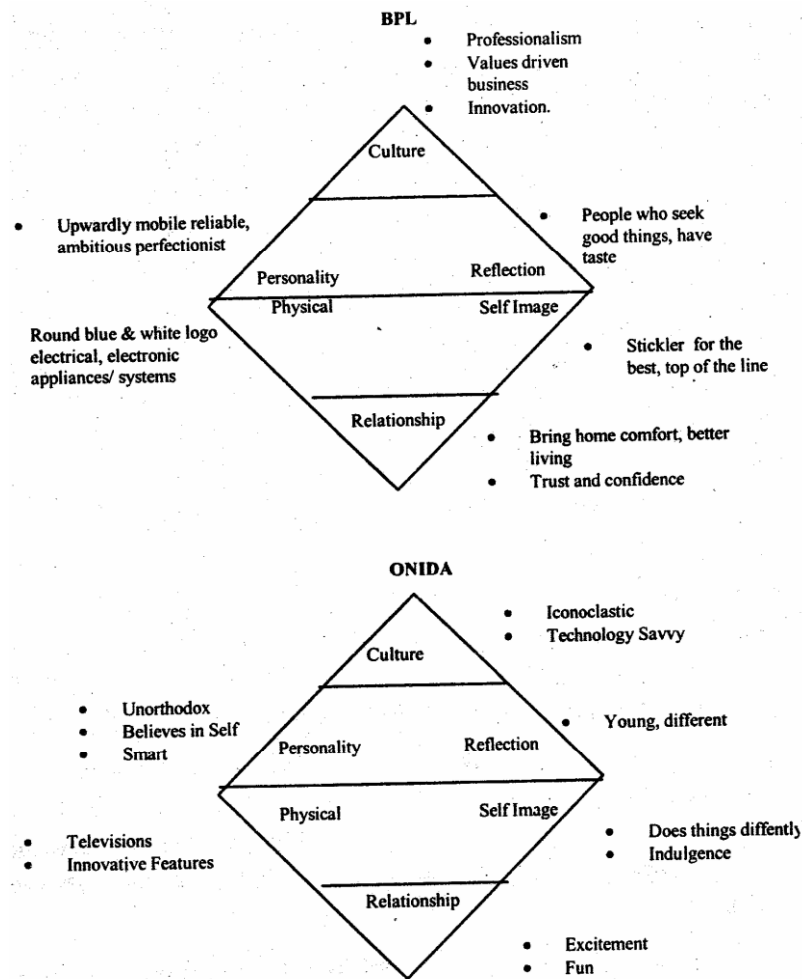 BPL
• Professionalism
• Values driven
business
• Innovation.
Culture
• Upwardly mobile reliable,
ambitious perfectionist
• People who seek
good things, have
taste
Personality
Reflection
Physical
Self Image
Round blue & white logo
electrical, electronic
appliances/ systems
• Stickler for the
best, top of the line
Relationship
• Bring home comfort, better
living
• Trust and confidence
ONIDA
• Iconoclastic
• Technology Savvy
Culture
• Unorthodox
• Believes in Self
• Smart
• Young, different
Personality
Reflection
Physical
Self Image
• Televisions
• Innovative Features
• Does things diffently
• Indulgence
Relationship
• Excitement
• Fun